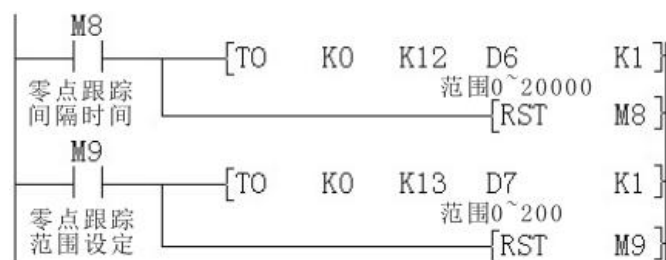 M8
[TO K0 K12 D6 K1]
零点跟踪
间隔时间
范围0~20000
[RST M8]
M9
[TO K0 K13 D7 K1]
零点跟踪
范围设定
范围0~200
[RST M9]